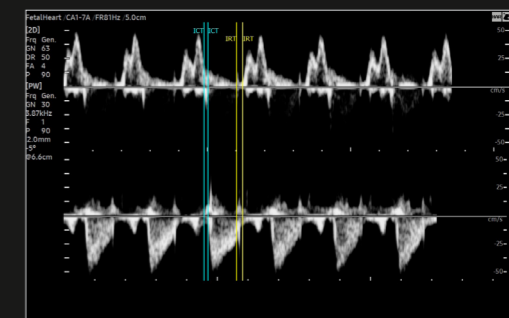 FetalHeart /CA1-7A /FR81Hz /5.0cm
[2D]
Frq Gen.
GN 63
DR 50
FA 4
P 90
[PW]
Frq Gen.
GN 30
3.87kHz
F 1
P 90
2.0mm
-5°
@6.6cm
ICT ICT
IRT IRT
50
25
cm/s
-25
-50
50
25
cm/s
-25
-50